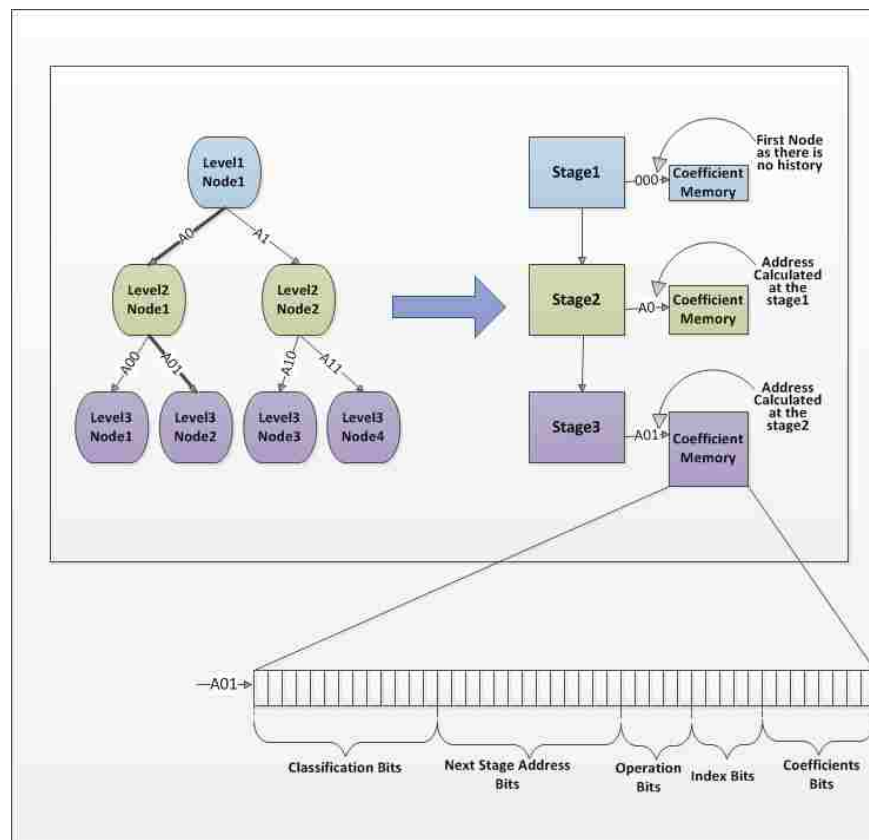 Level1
Node1
A0
A1
Level2
Node1
Level2
Node2
A00
A01
A10
A11
Level3
Node1
Level3
Node2
Level3
Node3
Level3
Node4
Stage1
000
Coefficient
Memory
First Node
as there is
no history
Stage2
A0
Coefficient
Memory
Address
Calculated
at the
stage1
Stage3
A01
Coefficient
Memory
Address
Calculated
at the
stage2
A01
Classification Bits
Next Stage Address
Bits
Operation
Bits
Index Bits
Coefficients
Bits